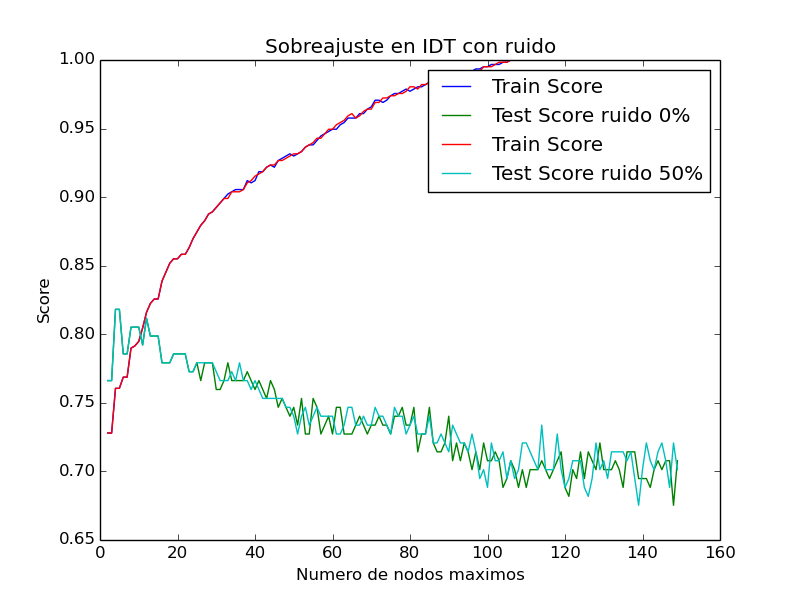 Sobreajuste en IDT con ruido
1.00
0.95
0.90
0.85
0.80
0.75
0.70
0.65
Score
Train Score
Test Score ruido 0%
Train Score
Test Score ruido 50%
0 20 40 60 80 100 120 140 160
Numero de nodos maximos